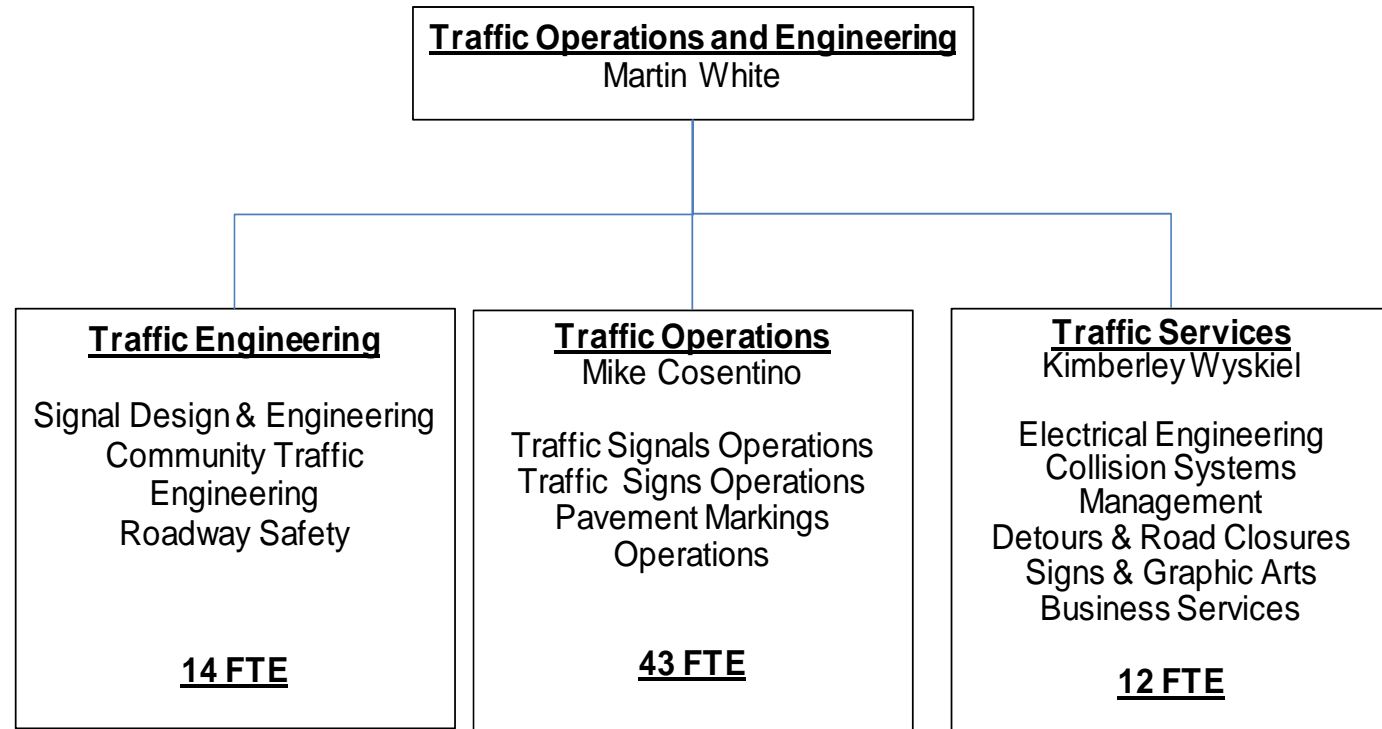 Traffic Operations and Engineering
Martin White
Traffic Engineering
Signal Design & Engineering
Community Traffic
Engineering
Roadway Safety
14 FTE
Traffic Operations
Mike Cosentino
Traffic Signals Operations
Traffic Signs Operations
Pavement Markings
Operations
43 FTE
Traffic Services
Kimberley Wyskiel
Electrical Engineering
Collision Systems
Management
Detours & Road Closures
Signs & Graphic Arts
Business Services
12 FTE